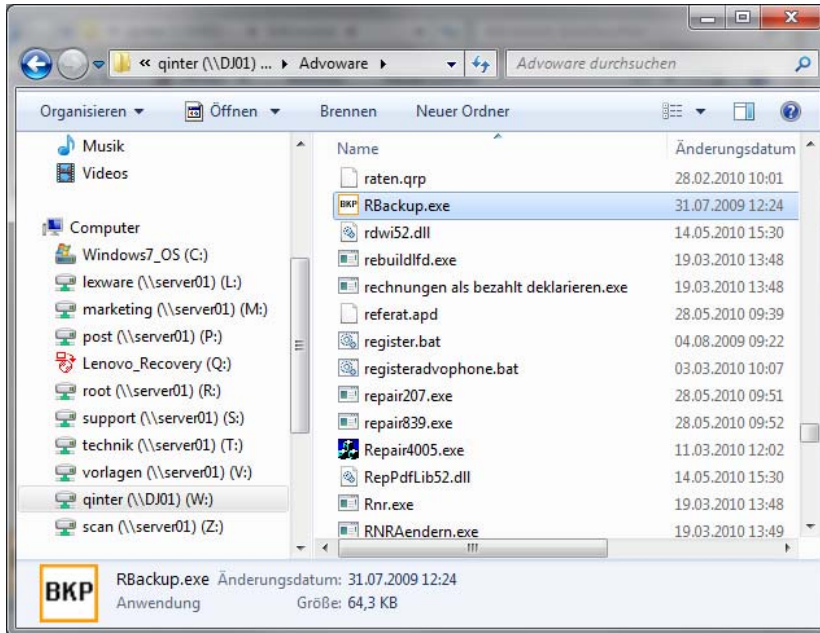 « qinter (\\DJ01) ... ▸ Advoware ▸
Advoware durchsuchen
Organisieren
Öffnen
Brennen
Neuer Ordner
Musik
Videos
Computer
Windows7_OS (C:)
lexware (\\server01) (L:)
marketing (\\server01) (M:)
post (\\server01) (P:)
Lenovo_Recovery (Q:)
root (\\server01) (R:)
support (\\server01) (S:)
technik (\\server01) (T:)
vorlagen (\\server01) (V:)
qinter (\\DJ01) (W:)
scan (\\server01) (Z:)
Name Änderungsdatum
raten.qrp 28.02.2010 10:01
BKP RBackup.exe 31.07.2009 12:24
rdwi52.dll 14.05.2010 15:30
rebuildlfd.exe 19.03.2010 13:48
rechnungen als bezahlt deklarieren.exe 19.03.2010 13:48
referat.apd 28.05.2010 09:39
register.bat 04.08.2009 09:22
registeradvophone.bat 03.03.2010 10:07
repair207.exe 28.05.2010 09:51
repair839.exe 28.05.2010 09:52
Repair4005.exe 11.03.2010 12:02
RepPdfLib52.dll 14.05.2010 15:30
Rnr.exe 19.03.2010 13:48
RNRAendern.exe 19.03.2010 13:49
BKP
RBackup.exe Änderungsdatum: 31.07.2009 12:24
Anwendung Größe: 64,3 KB